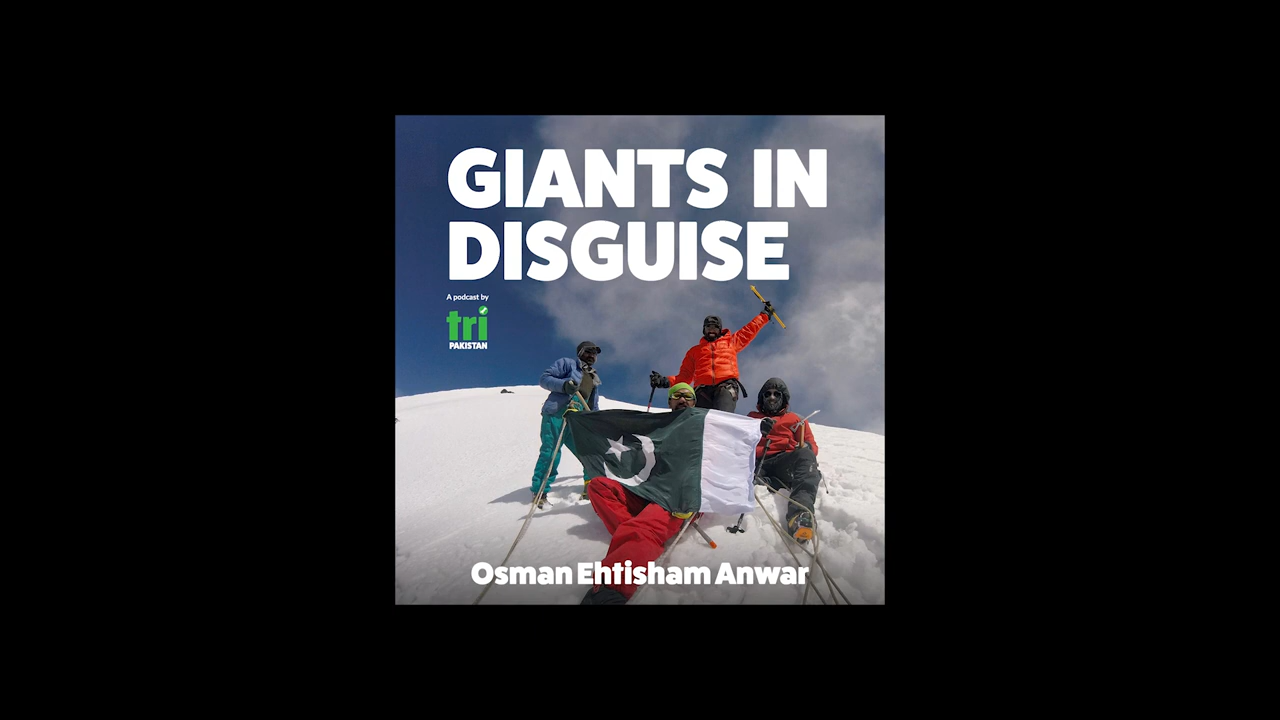 GIANTS IN
DISGUISE
A podcast by
tri
PAKISTAN
Osman Ehtisham Anwar